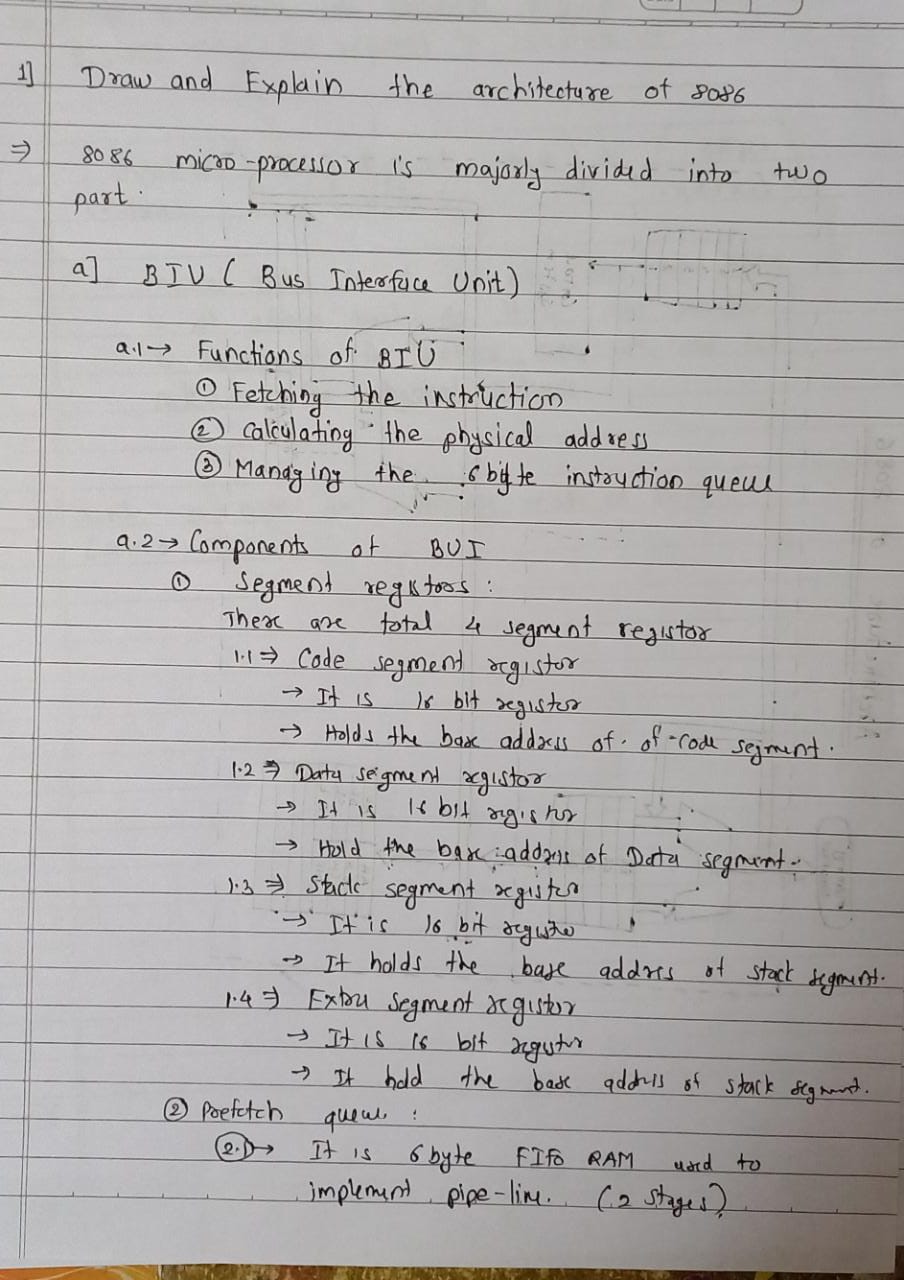 1] Draw and Explain the architecture of 8086
⇒ 8086 micro-processor is majorly divided into two
part.
a] BIU ( Bus Interface Unit)
a.1→ Functions of BIU
① Fetching the instruction
② Calculating the physical address
③ Managing the 6 byte instruction queue
a.2→ Components of BUI
① Segment registors :
There are total 4 segment registor
1.1⇒ Code segment registor
→ It is 16 bit register
→ Holds the base address of. of-code segment.
1.2⇒ Data segment registor
→ It is 16 bit registor
→ Hold the base address of Data segment.
1.3⇒ Stack segment register
→ It is 16 bit register
→ It holds the base address of stack segment.
1.4⇒ Extra segment registor
→ It is 16 bit register
→ It hold the base address of stack segment.
② Prefetch queue :
2.1→ It is 6 byte FIFO RAM used to
implement pipe-line. (2 stages)